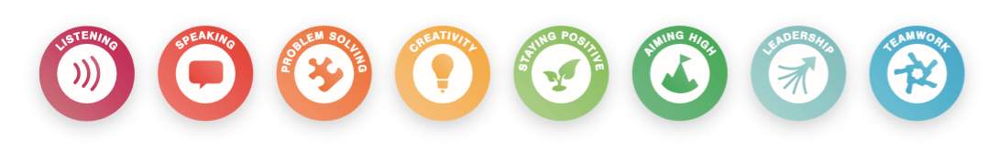 LISTENING
SPEAKING
PROBLEM SOLVING
CREATIVITY
STAYING POSITIVE
AIMING HIGH
LEADERSHIP
TEAMWORK